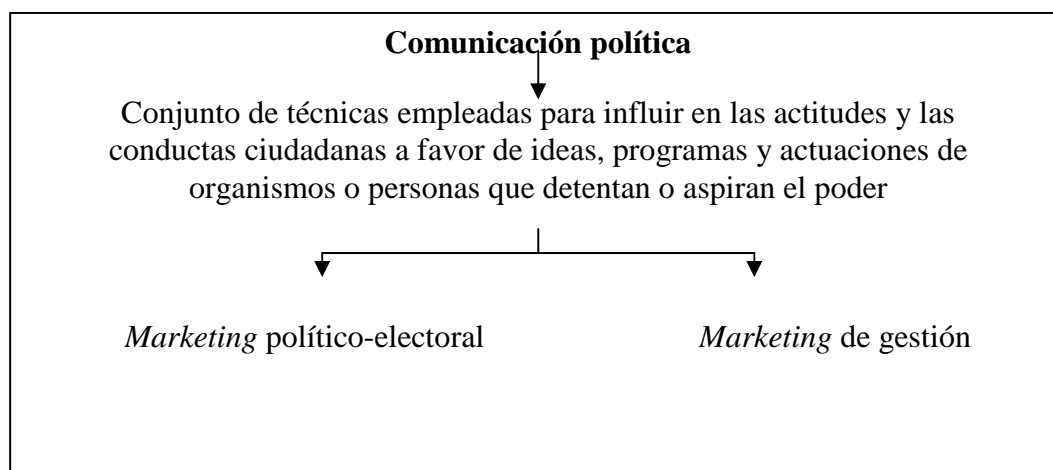 Comunicación política
Conjunto de técnicas empleadas para influir en las actitudes y las
conductas ciudadanas a favor de ideas, programas y actuaciones de
organismos o personas que detentan o aspiran el poder
Marketing político-electoral Marketing de gestión